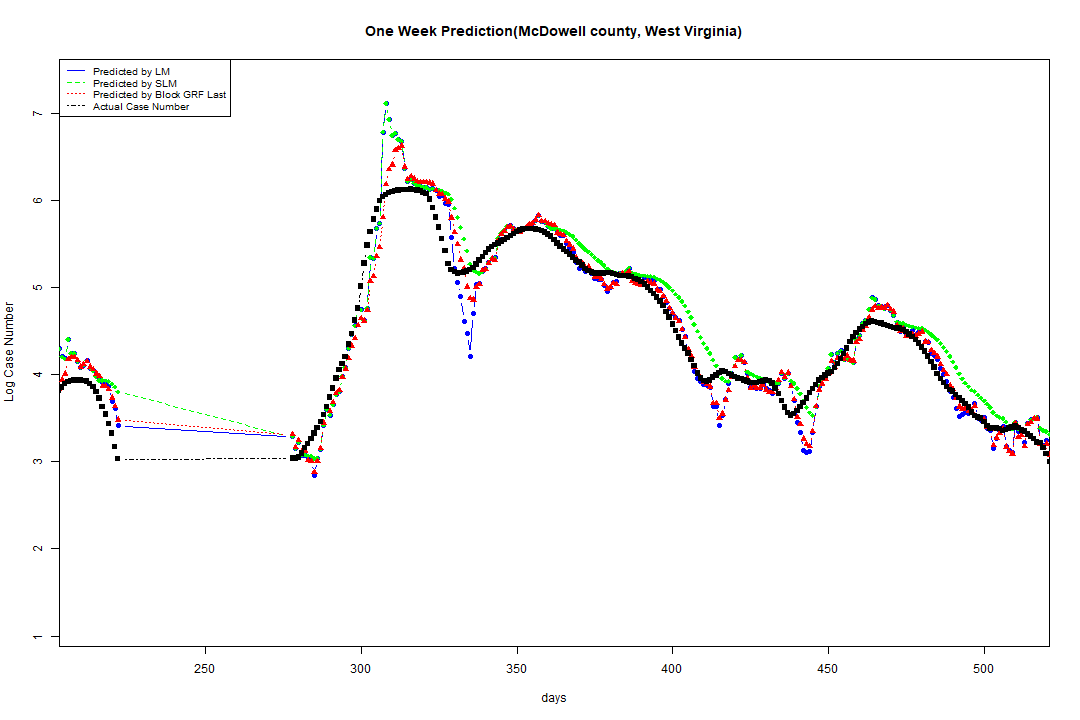 One Week Prediction(McDowell county, West Virginia)
Predicted by LM
Predicted by SLM
Predicted by Block GRF Last
Actual Case Number
7
6
5
4
3
2
1
Log Case Number
250 300 350 400 450 500
days